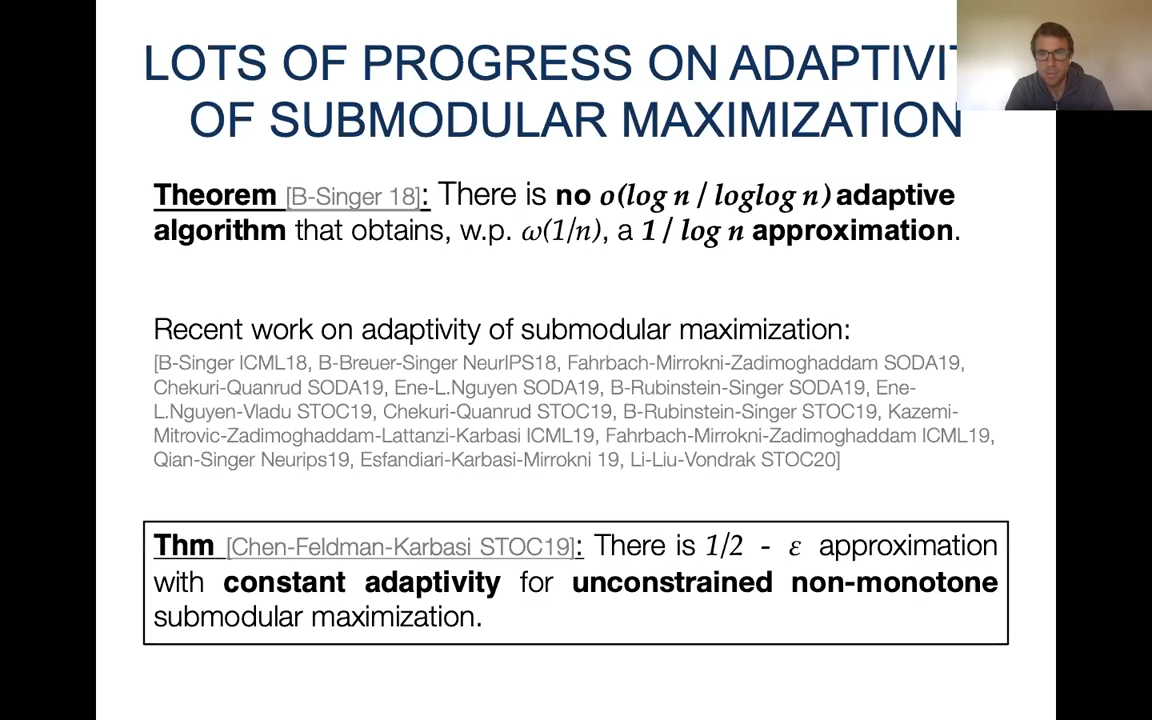 LOTS OF PROGRESS ON ADAPTIVI
OF SUBMODULAR MAXIMIZATION
Theorem [B-Singer 18]: There is no o(log n / loglog n) adaptive
algorithm that obtains, w.p. ω(1/n), a 1 / log n approximation.
Recent work on adaptivity of submodular maximization:
[B-Singer ICML18, B-Breuer-Singer NeurIPS18, Fahrbach-Mirrokni-Zadimoghaddam SODA19,
Chekuri-Quanrud SODA19, Ene-L.Nguyen SODA19, B-Rubinstein-Singer SODA19, Ene-
L.Nguyen-Vladu STOC19, Chekuri-Quanrud STOC19, B-Rubinstein-Singer STOC19, Kazemi-
Mitrovic-Zadimoghaddam-Lattanzi-Karbasi ICML19, Fahrbach-Mirrokni-Zadimoghaddam ICML19,
Qian-Singer Neurips19, Esfandiari-Karbasi-Mirrokni 19, Li-Liu-Vondrak STOC20]
Thm [Chen-Feldman-Karbasi STOC19]: There is 1/2 - ε approximation
with constant adaptivity for unconstrained non-monotone
submodular maximization.